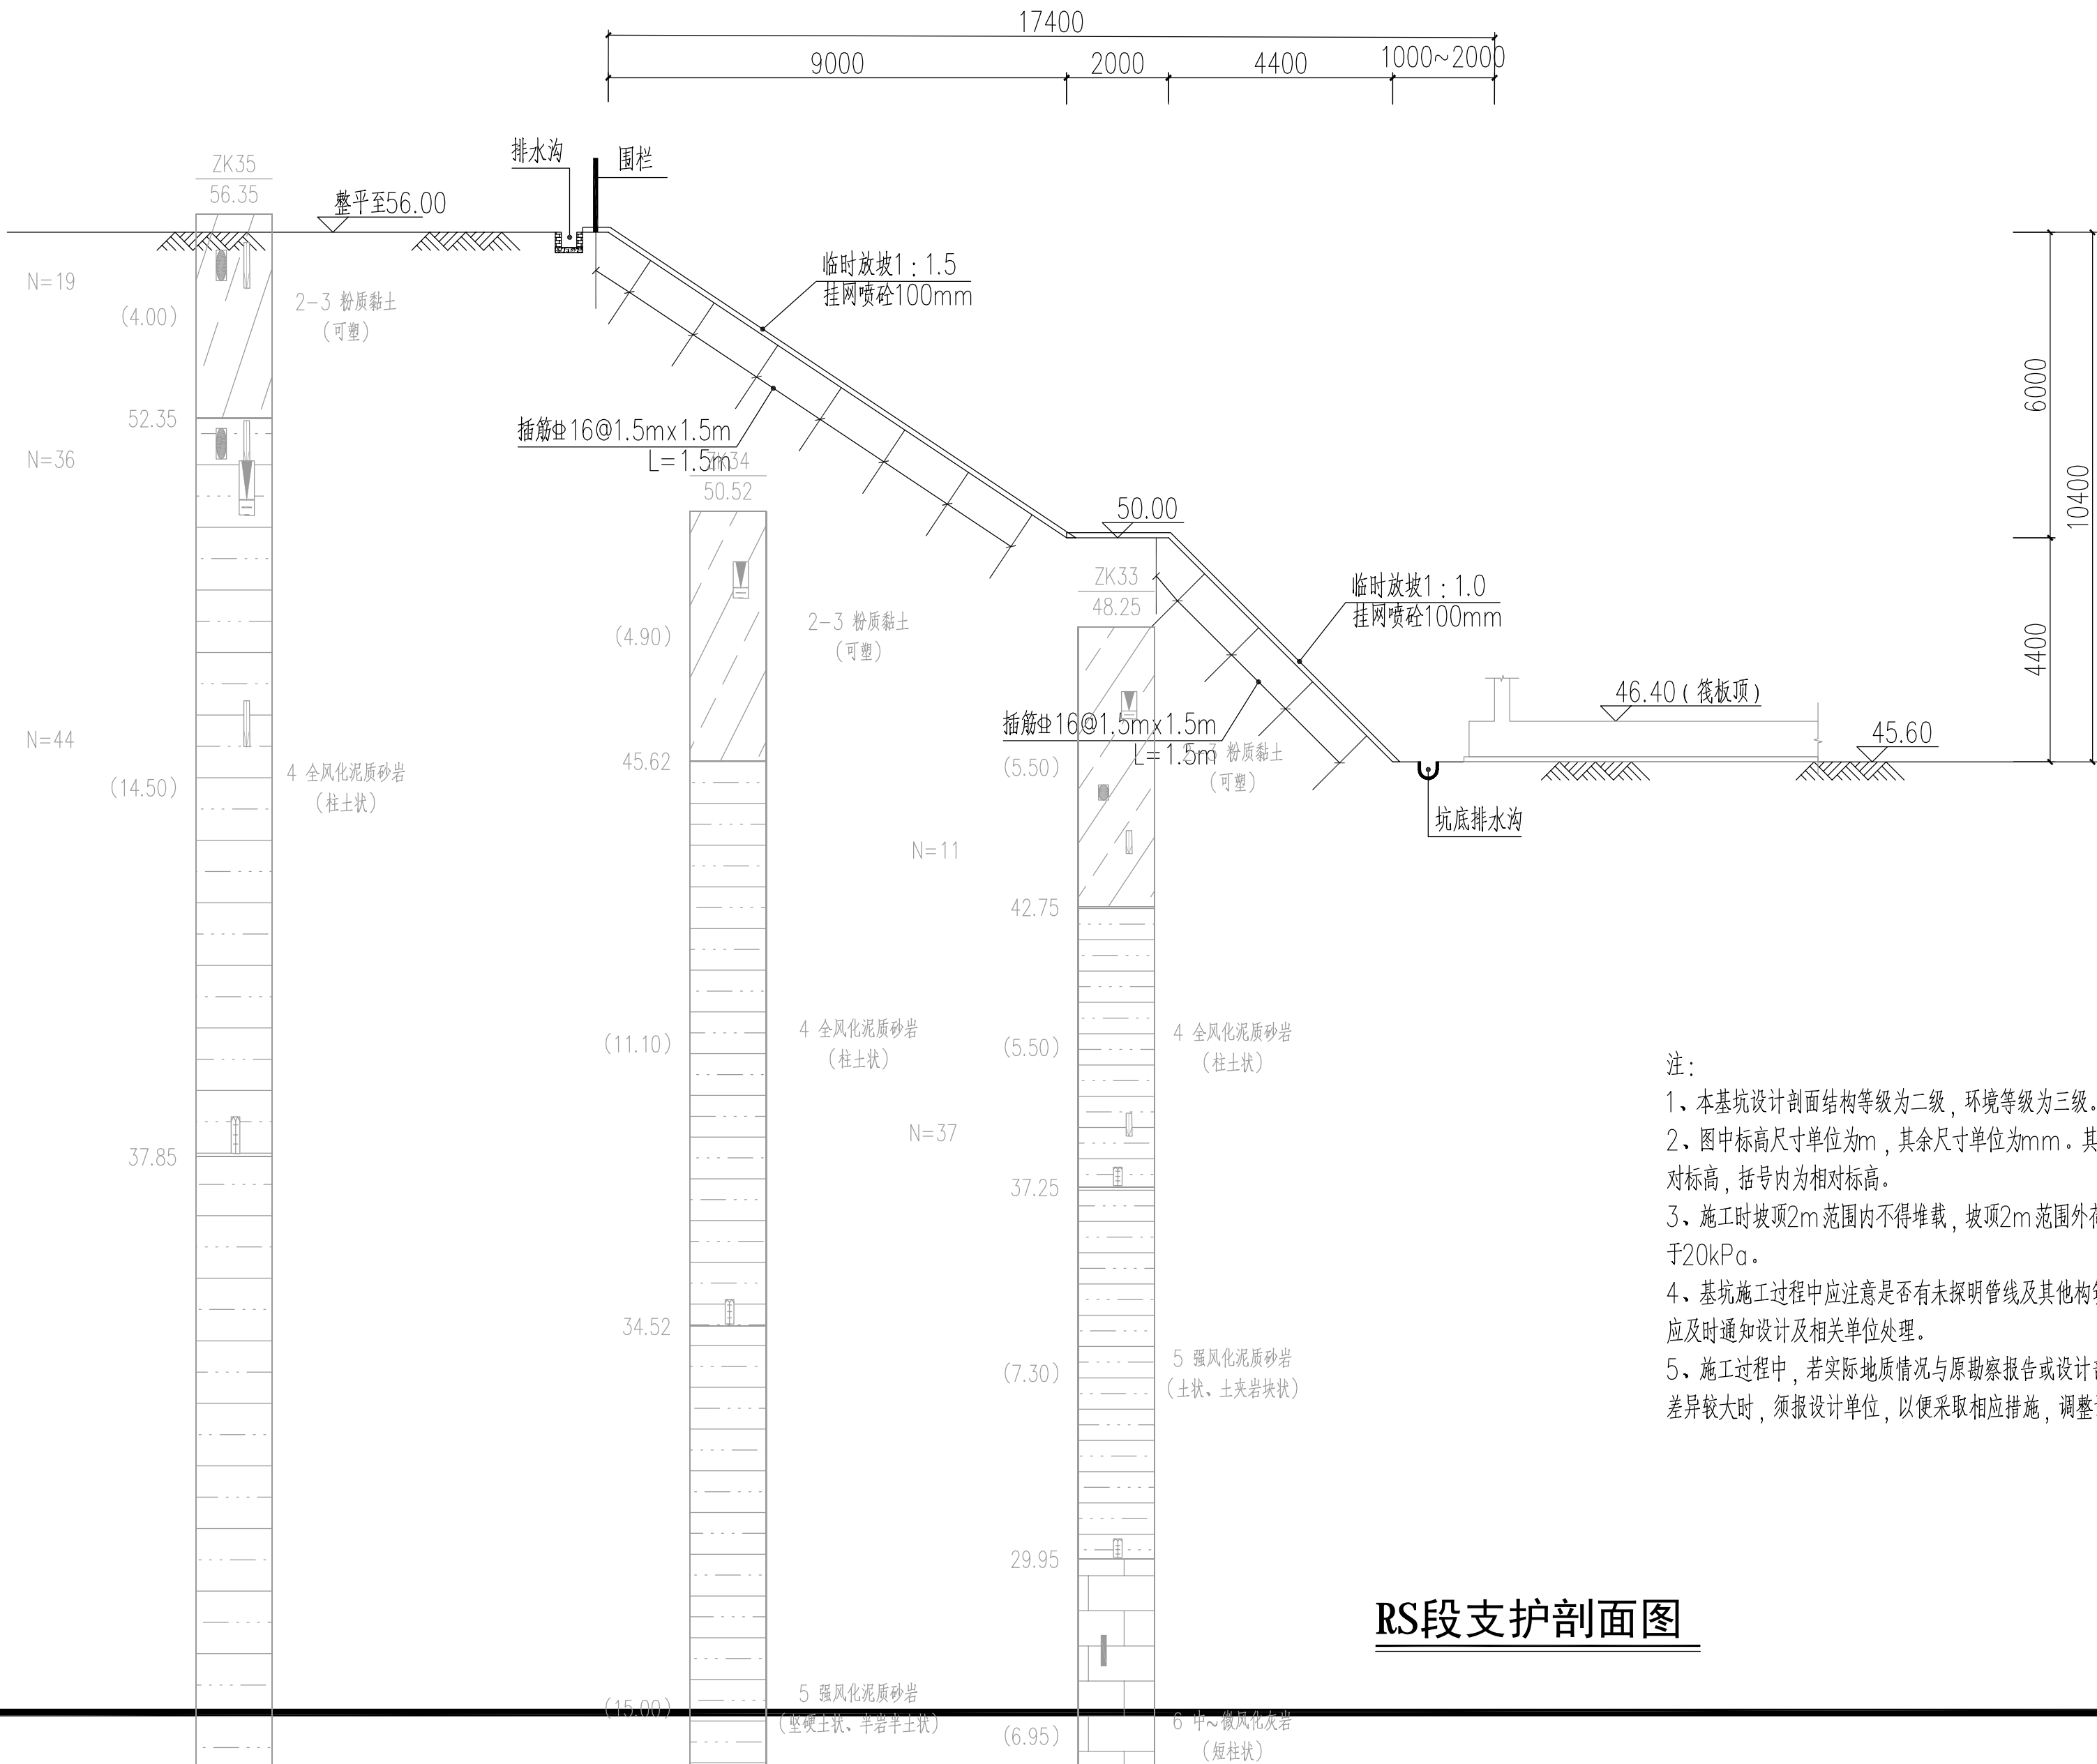 17400
9000
2000
4400
1000~2000
排水沟
围栏
ZK35
56.35
整平至56.00
N=19
(4.00)
2-3 粉质黏土
(可塑)
52.35
N=36
临时放坡1:1.5
挂网喷砼100mm
插筋Φ16@1.5mx1.5m
L=1.5m
ZK34
50.52
50.00
6000
10400
4400
ZK33
48.25
临时放坡1:1.0
挂网喷砼100mm
2-3 粉质黏土
(可塑)
(4.90)
46.40(筏板顶)
45.60
插筋Φ16@1.5mx1.5m
L=1.5m
2-3 粉质黏土
(可塑)
(5.50)
坑底排水沟
N=44
(14.50)
4 全风化泥质砂岩
(柱土状)
45.62
N=11
42.75
(11.10)
4 全风化泥质砂岩
(柱土状)
(5.50)
4 全风化泥质砂岩
(柱土状)
N=37
37.85
37.25
34.52
(7.30)
5 强风化泥质砂岩
(土状、土夹岩块状)
29.95
(15.00)
5 强风化泥质砂岩
(坚硬土状、半岩半土状)
(6.95)
6 中~微风化灰岩
(短柱状)
注:
1、本基坑设计剖面结构等级为二级,环境等级为三级。
2、图中标高尺寸单位为m,其余尺寸单位为mm。其
对标高,括号内为相对标高。
3、施工时坡顶2m范围内不得堆载,坡顶2m范围外
于20kPa。
4、基坑施工过程中应注意是否有未探明管线及其他构
应及时通知设计及相关单位处理。
5、施工过程中,若实际地质情况与原勘察报告或设计
差异较大时,须报设计单位,以便采取相应措施,调整
RS段支护剖面图